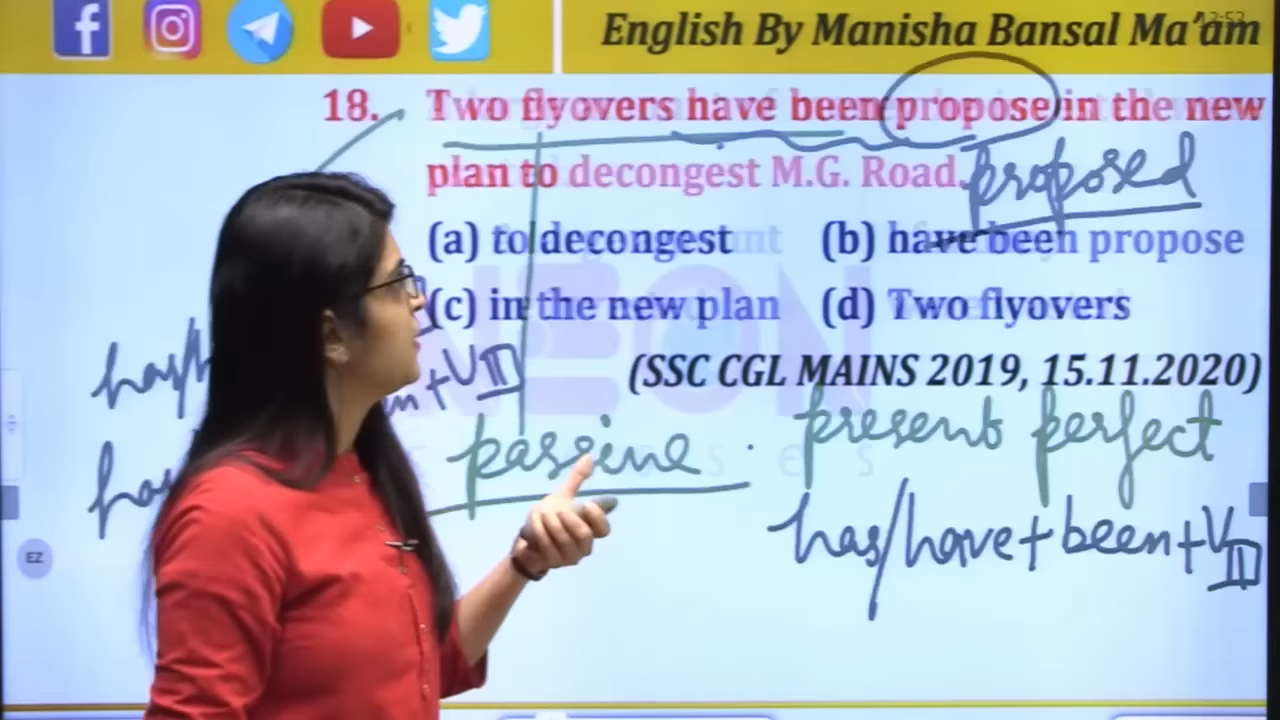 English By Manisha Bansal Ma'am
18. Two flyovers have been propose in the new
plan to decongest M.G. Road.
proposed
(a) to decongest (b) have been propose
(c) in the new plan (d) Two flyovers
(SSC CGL MAINS 2019, 15.11.2020)
+VIII
passive . present perfect
has/have+been+VIII
EZ